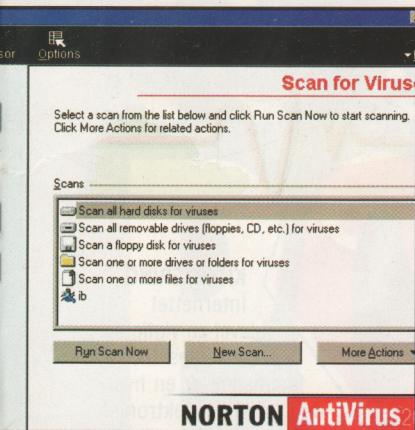 sor Options
Scan for Virus
Select a scan from the list below and click Run Scan Now to start scanning.
Click More Actions for related actions.
Scans
Scan all hard disks for viruses
Scan all removable drives (floppies, CD, etc.) for viruses
Scan a floppy disk for viruses
Scan one or more drives or folders for viruses
Scan one or more files for viruses
ib
Run Scan Now New Scan... More Actions
NORTON AntiVirus